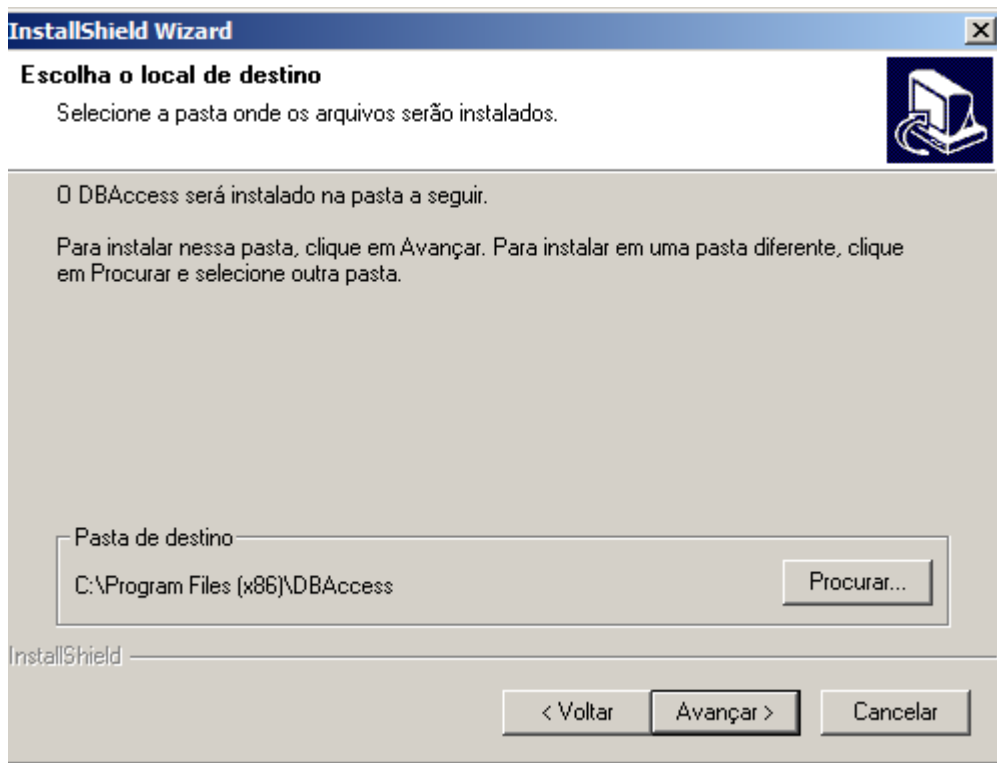 InstallShield Wizard
Escolha o local de destino
Selecione a pasta onde os arquivos serão instalados.
O DBAccess será instalado na pasta a seguir.
Para instalar nessa pasta, clique em Avançar. Para instalar em uma pasta diferente, clique
em Procurar e selecione outra pasta.
Pasta de destino
C:\Program Files (x86)\DBAccess
Procurar...
InstallShield
< Voltar
Avançar >
Cancelar